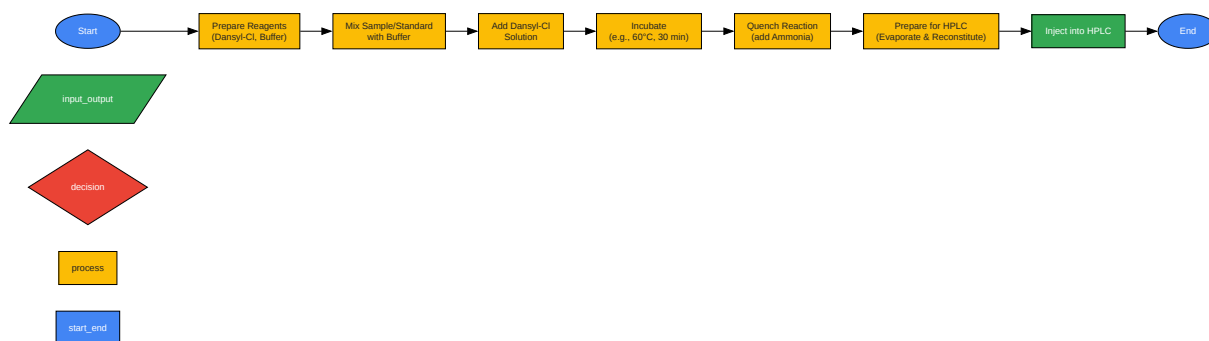 Start
Prepare Reagents
(Dansyl-Cl, Buffer)
Mix Sample/Standard
with Buffer
Add Dansyl-Cl
Solution
Incubate
(e.g., 60°C, 30 min)
Quench Reaction
(add Ammonia)
Prepare for HPLC
(Evaporate & Reconstitute)
Inject into HPLC
End
input_output
decision
process
start_end